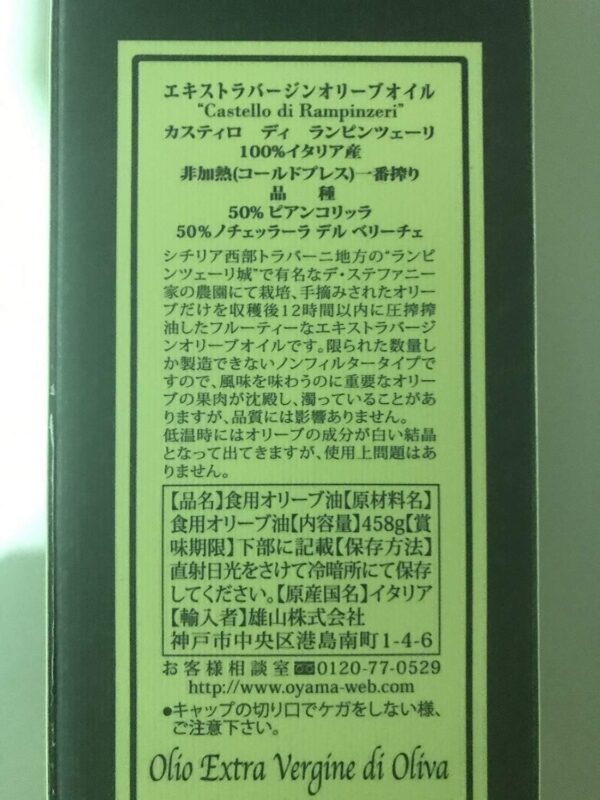 エキストラバージンオリーブオイル
“Castello di Rampinzeri”
カスティロ ディ ランピンツェーリ
100%イタリア産
非加熱(コールドプレス)一番搾り
品 種
50% ビアンコリッラ
50%ノチェッラーラ デル ベリーチェ
シチリア西部トラパーニ地方の“ランピ
ンツェーリ城”で有名なデ・ステファニー
家の農園にて栽培、手摘みされたオリー
ブだけを収穫後12時間以内に圧搾搾
油したフルーティーなエキストラバージ
ンオリーブオイルです。限られた数量し
か製造できないノンフィルタータイプで
すので、風味を味わうのに重要なオリー
ブの果肉が沈殿し、濁っていることがあ
りますが、品質には影響ありません。
低温時にはオリーブの成分が白い結晶
となって出てきますが、使用上問題はあ
りません。
【品名】食用オリーブ油【原材料名】
食用オリーブ油【内容量】458g【賞
味期限】下部に記載【保存方法】
直射日光をさけて冷暗所にて保存
してください。【原産国名】イタリア
【輸入者】雄山株式会社
神戸市中央区港島南町1-4-6
お客様相談室 0120-77-0529
http://www.oyama-web.com
●キャップの切り口でケガをしない様、
ご注意下さい。
Olio Extra Vergine di Oliva